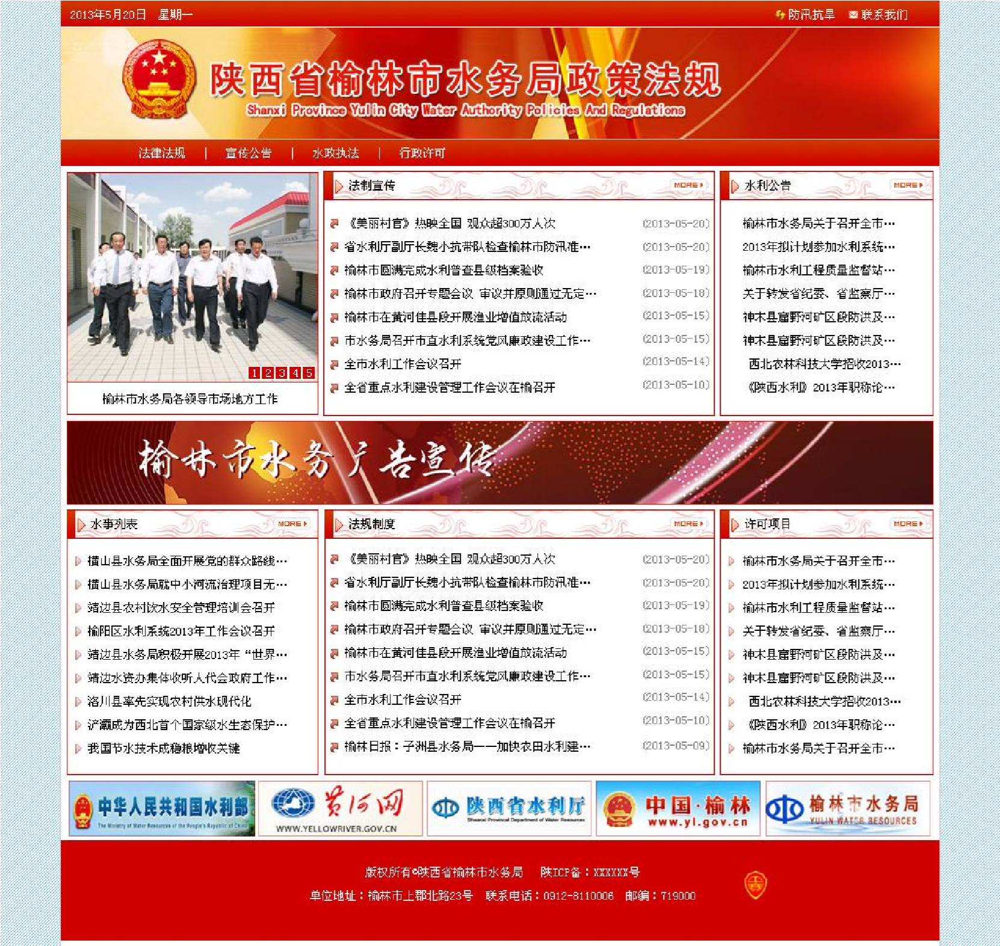 2013年5月20日 星期一
防汛抗旱 联系我们
陕西省榆林市水务局政策法规
Shanxi Province Yulin City Water Authority Policies And Regulations
法律法规 | 宣传公告 | 水政执法 | 行政许可
1 2 3 4 5
榆林市水务局各领导市场地方工作
法制宣传 MORE
《美丽村官》热映全国 观众超300万人次 (2013-05-20)
省水利厅副厅长魏小抗带队检查榆林市防汛准… (2013-05-20)
榆林市圆满完成水利普查县级档案验收 (2013-05-19)
榆林市政府召开专题会议 审议并原则通过无定… (2013-05-18)
榆林市在黄河佳县段开展渔业增值放流活动 (2013-05-15)
市水务局召开市直水利系统党风廉政建设工作… (2013-05-15)
全市水利工作会议召开 (2013-05-14)
全省重点水利建设管理工作会议在榆召开 (2013-05-10)
水利公告 MORE
榆林市水务局关于召开全市…
2013年拟计划参加水利系统…
榆林市水利工程质量监督站…
关于转发省纪委、省监察厅…
神木县窟野河矿区段防洪及…
神木县窟野河矿区段防洪及…
西北农林科技大学招收2013…
《陕西水利》2013年职称论…
榆林市水务广告宣传
水事列表 MORE
横山县水务局全面开展党的群众路线…
横山县水务局就中小河流治理项目无…
靖边县农村饮水安全管理培训会召开
榆阳区水利系统2013年工作会议召开
靖边县水务局积极开展2013年“世界…
靖边水资办集体收听人代会政府工作…
洛川县率先实现农村供水现代化
浐灞成为西北首个国家级水生态保护…
我国节水技术成稳粮增收关键
法规制度 MORE
《美丽村官》热映全国 观众超300万人次 (2013-05-20)
省水利厅副厅长魏小抗带队检查榆林市防汛准… (2013-05-20)
榆林市圆满完成水利普查县级档案验收 (2013-05-19)
榆林市政府召开专题会议 审议并原则通过无定… (2013-05-18)
榆林市在黄河佳县段开展渔业增值放流活动 (2013-05-15)
市水务局召开市直水利系统党风廉政建设工作… (2013-05-15)
全市水利工作会议召开 (2013-05-14)
全省重点水利建设管理工作会议在榆召开 (2013-05-10)
榆林日报：子洲县水务局——加快农田水利建… (2013-05-09)
许可项目 MORE
榆林市水务局关于召开全市…
2013年拟计划参加水利系统…
榆林市水利工程质量监督站…
关于转发省纪委、省监察厅…
神木县窟野河矿区段防洪及…
神木县窟野河矿区段防洪及…
西北农林科技大学招收2013…
《陕西水利》2013年职称论…
榆林市水务局关于召开全市…
中华人民共和国水利部
The Ministry of Water Resources of the People's Republic of China
黄河网
WWW.YELLOWRIVER.GOV.CN
陕西省水利厅
Shaanxi Provincial Department of Water Resources
中国·榆林
www.yl.gov.cn
榆林市水务局
YULIN WATER RESOURCES
版权所有©陕西省榆林市水务局 陕ICP备：XXXXXX号
单位地址：榆林市上郡北路23号 联系电话：0912-8110006 邮编：719000